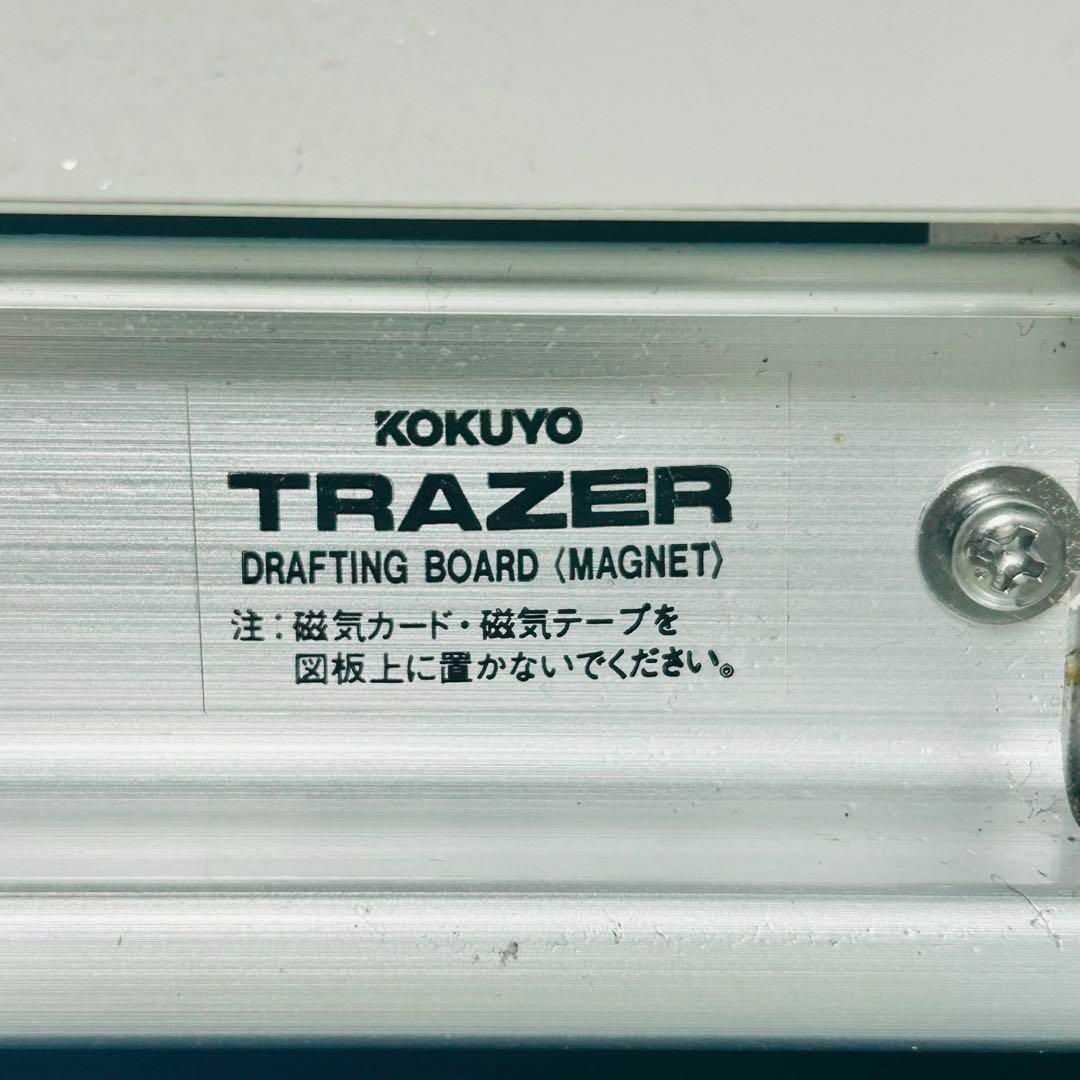 KOKUYO
TRAZER
DRAFTING BOARD〈MAGNET〉
注：磁気カード・磁気テープを
図板上に置かないでください。